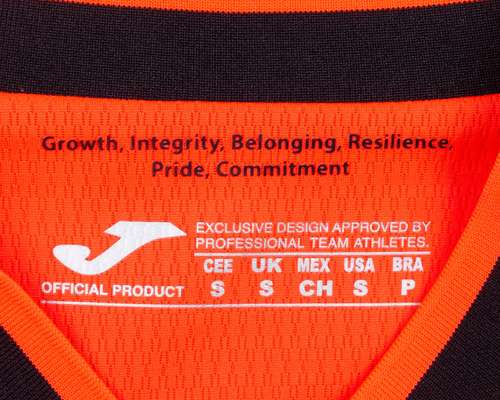 Growth, Integrity, Belonging, Resilience,
Pride, Commitment
EXCLUSIVE DESIGN APPROVED BY
PROFESSIONAL TEAM ATHLETES.
CEE UK MEX USA BRA
OFFICIAL PRODUCT S S CH S P